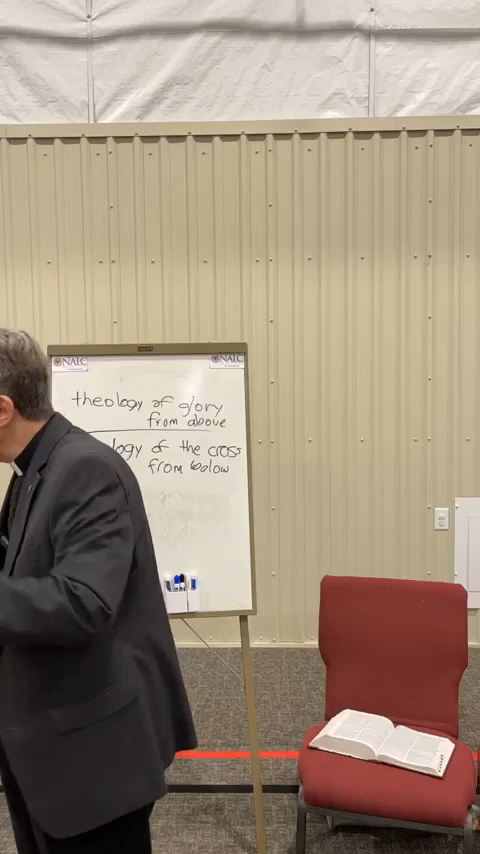 NALC
NALC
theology of glory
from above
logy of the cross
from below